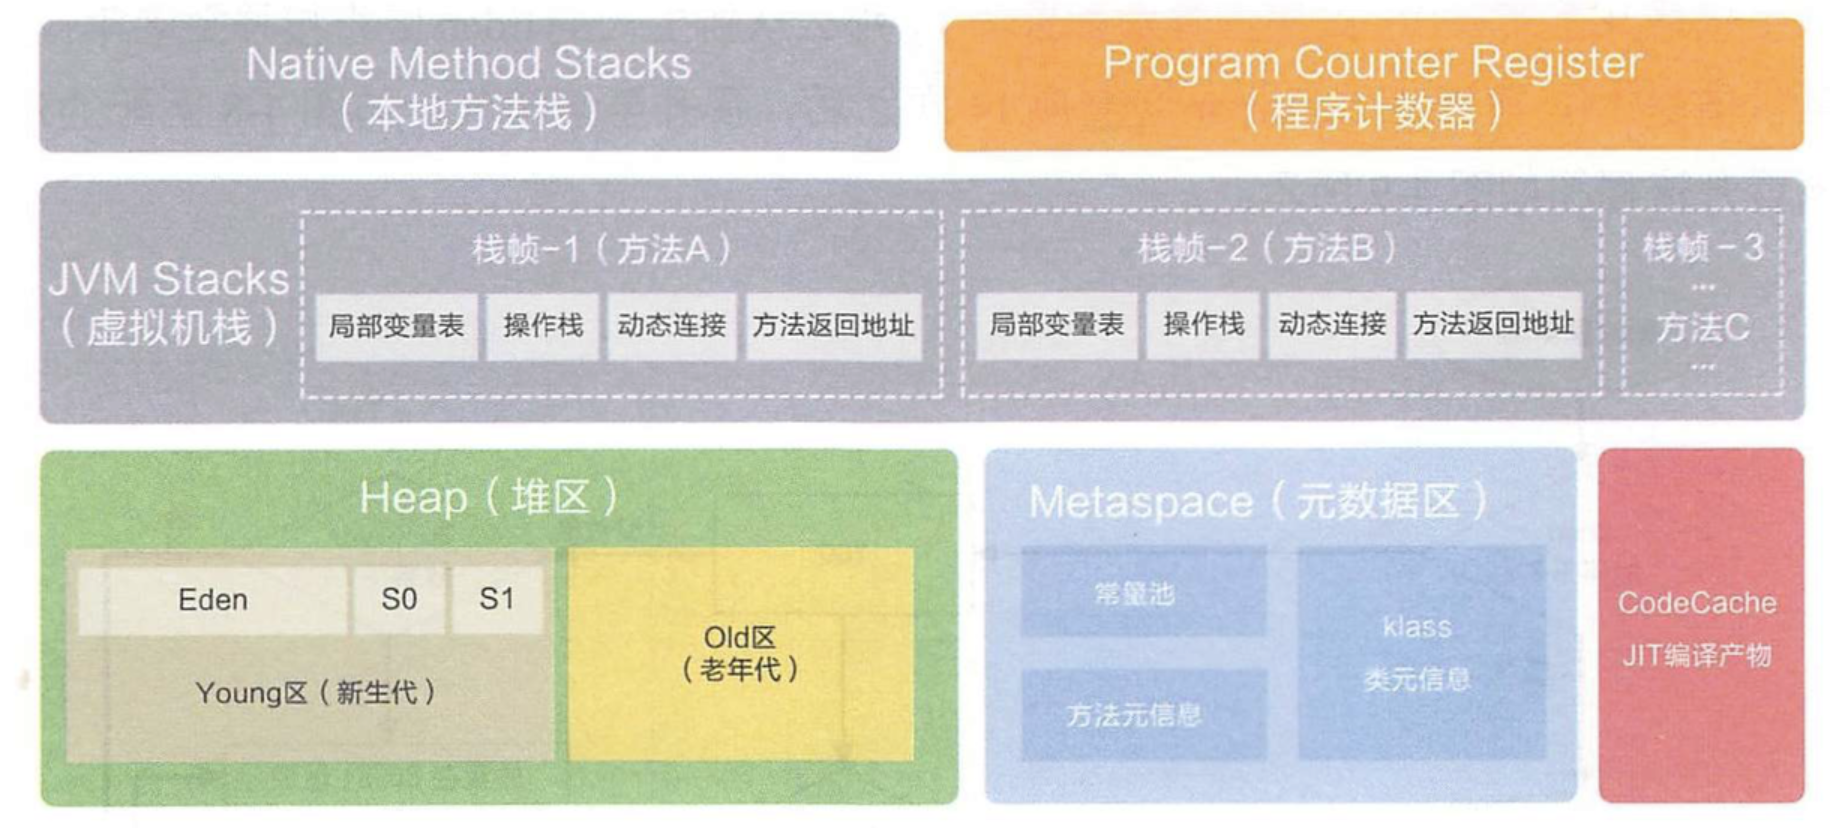 Native Method Stacks
（本地方法栈）
Program Counter Register
（程序计数器）
JVM Stacks
（虚拟机栈）
栈帧-1（方法A）
局部变量表
操作栈
动态连接
方法返回地址
栈帧-2（方法B）
局部变量表
操作栈
动态连接
方法返回地址
栈帧-3
...
方法C
...
Heap（堆区）
Eden
S0
S1
Young区（新生代）
Old区
（老年代）
Metaspace（元数据区）
常量池
方法元信息
klass
类元信息
CodeCache
JIT编译产物